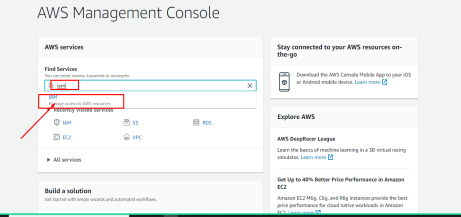 AWS Management Console
AWS services
Find Services
You can enter names, keywords or acronyms.
iam
IAM
Manage access to AWS resources
Recently visited services
IAM
S3
RDS
EC2
VPC
All services
Build a solution
Get started with simple wizards and automated workflows.
Stay connected to your AWS resources on-
the-go
Download the AWS Console Mobile App to your iOS
or Android mobile device. Learn more
Explore AWS
AWS DeepRacer League
Learn the basics of machine learning in a 3D virtual racing
simulator. Learn more
Get Up to 40% Better Price Performance in Amazon
EC2
Amazon EC2 M6g, C6g, and R6g instances provide the best
price performance for cloud native workloads in Amazon
EC2. Learn more